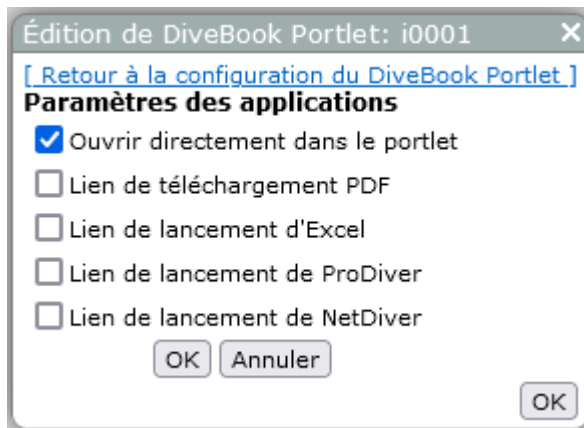 Édition de DiveBook Portlet: i0001
[ Retour à la configuration du DiveBook Portlet ]
Paramètres des applications
Ouvrir directement dans le portlet
Lien de téléchargement PDF
Lien de lancement d'Excel
Lien de lancement de ProDiver
Lien de lancement de NetDiver
OK Annuler
OK